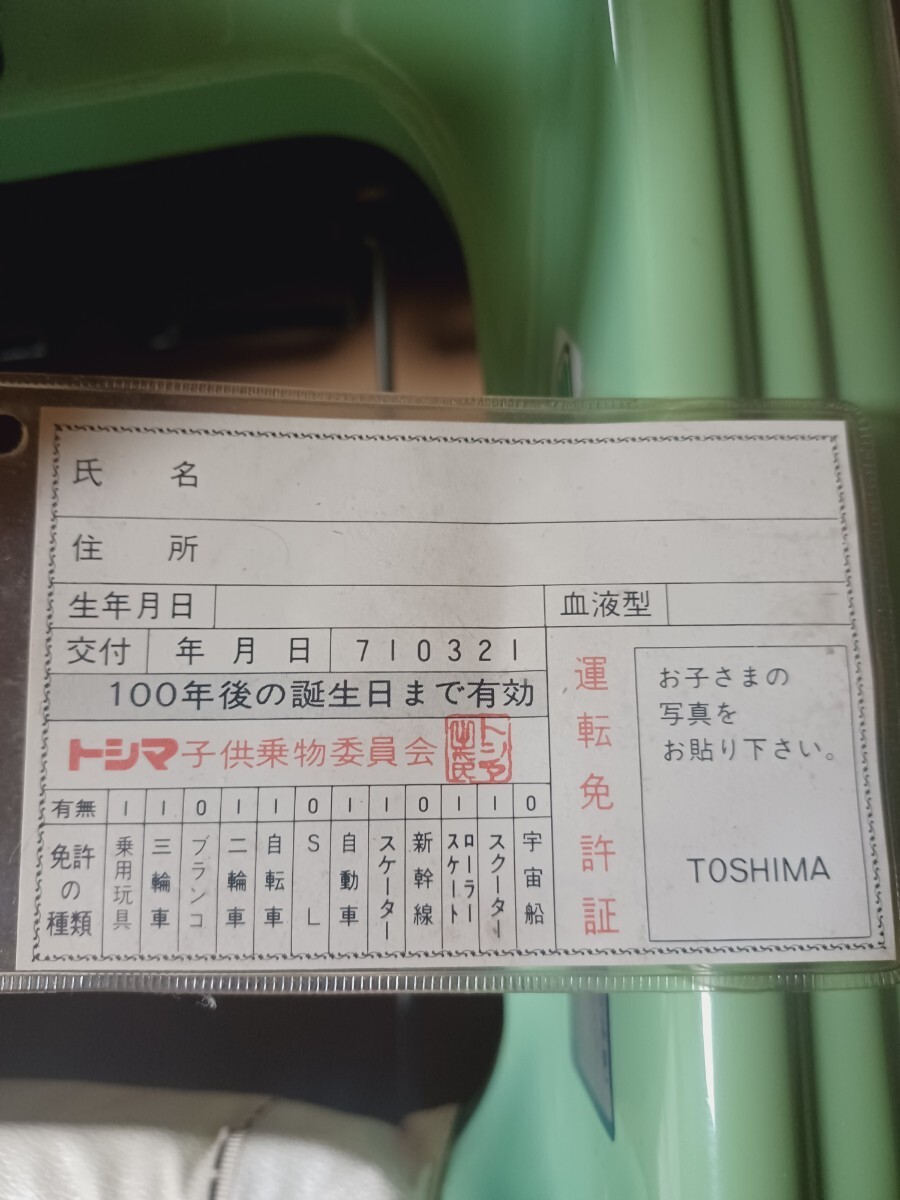 氏 名
住 所
生年月日
血液型
交付 年 月 日 710321
100年後の誕生日まで有効
トシマ子供乗物委員会
運転免許証
お子さまの
写真を
お貼り下さい。
TOSHIMA
有無 1 1 0 1 1 0 1 1 0 1 1 0
免許の種類
乗用玩具
三輪車
ブランコ
二輪車
自転車
SL
自動車
スケーター
新幹線
ローラースケート
スクーター
宇宙船